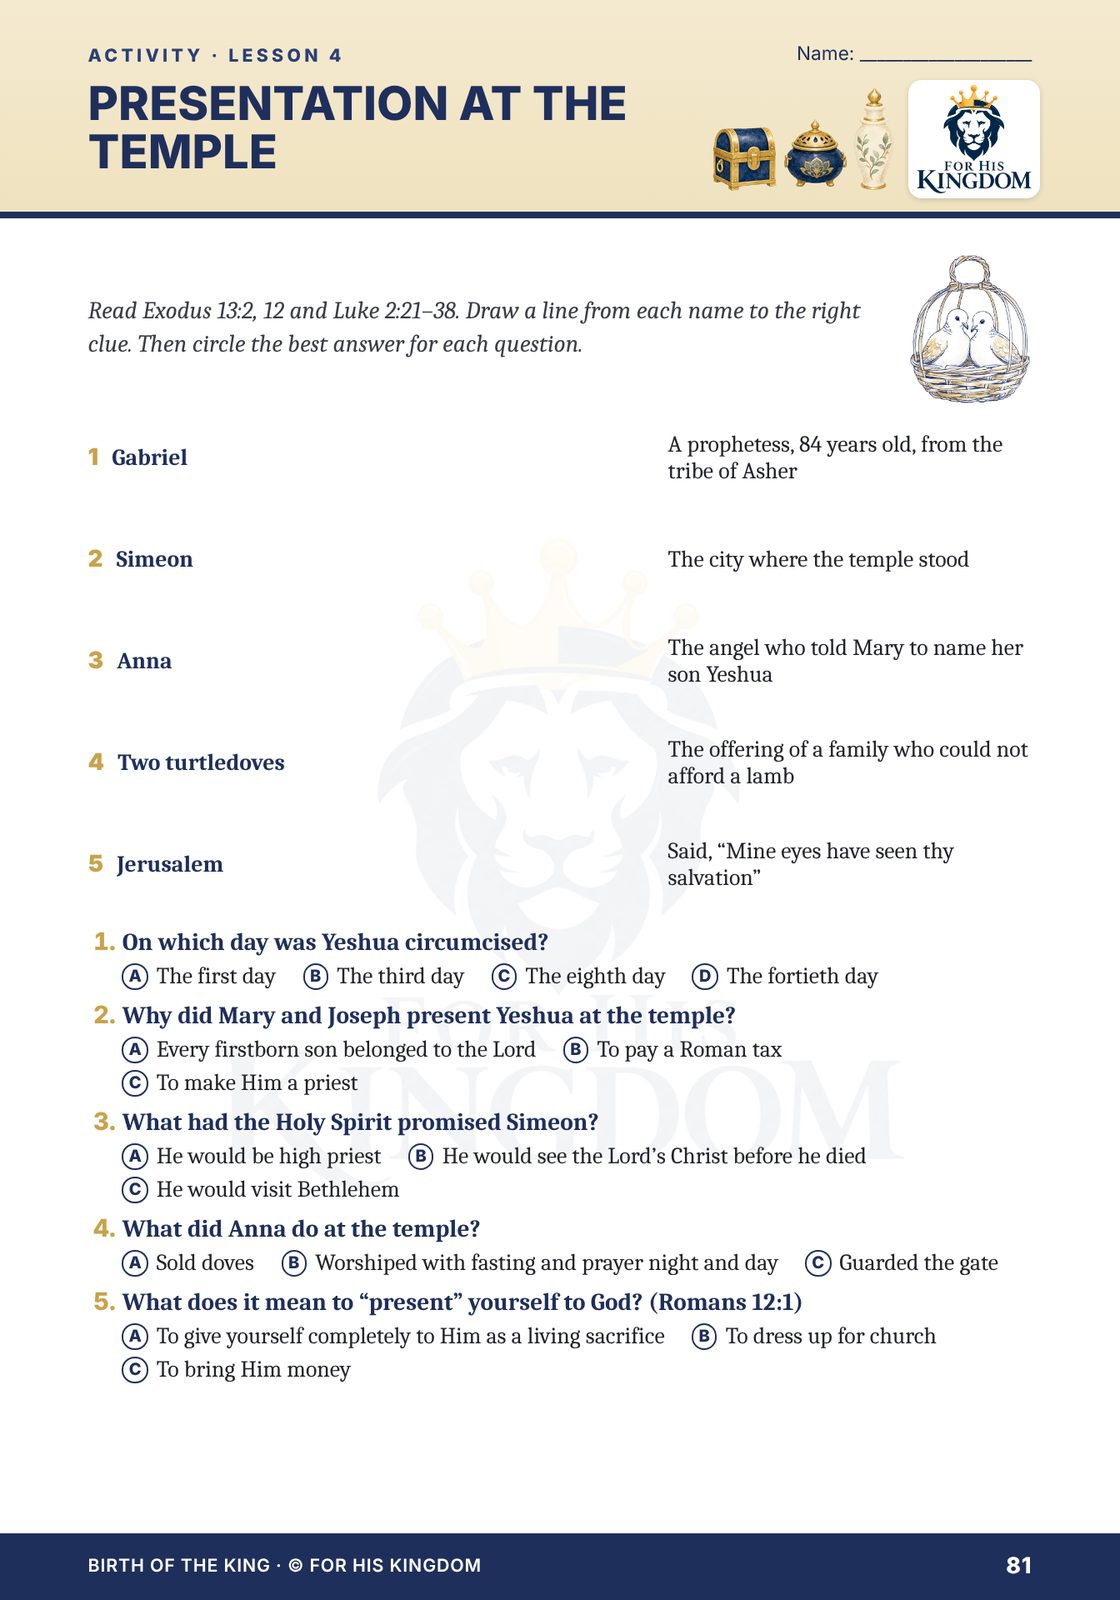 ACTIVITY · LESSON 4
Name: ___________________
PRESENTATION AT THE
TEMPLE
FOR HIS
KINGDOM
Read Exodus 13:2, 12 and Luke 2:21–38. Draw a line from each name to the right
clue. Then circle the best answer for each question.
1 Gabriel
A prophetess, 84 years old, from the
tribe of Asher
2 Simeon
The city where the temple stood
3 Anna
The angel who told Mary to name her
son Yeshua
4 Two turtledoves
The offering of a family who could not
afford a lamb
5 Jerusalem
Said, “Mine eyes have seen thy
salvation”
1. On which day was Yeshua circumcised?
A The first day B The third day C The eighth day D The fortieth day
2. Why did Mary and Joseph present Yeshua at the temple?
A Every firstborn son belonged to the Lord B To pay a Roman tax
C To make Him a priest
3. What had the Holy Spirit promised Simeon?
A He would be high priest B He would see the Lord’s Christ before he died
C He would visit Bethlehem
4. What did Anna do at the temple?
A Sold doves B Worshiped with fasting and prayer night and day C Guarded the gate
5. What does it mean to “present” yourself to God? (Romans 12:1)
A To give yourself completely to Him as a living sacrifice B To dress up for church
C To bring Him money
FOR HIS
KINGDOM
BIRTH OF THE KING · © FOR HIS KINGDOM
81